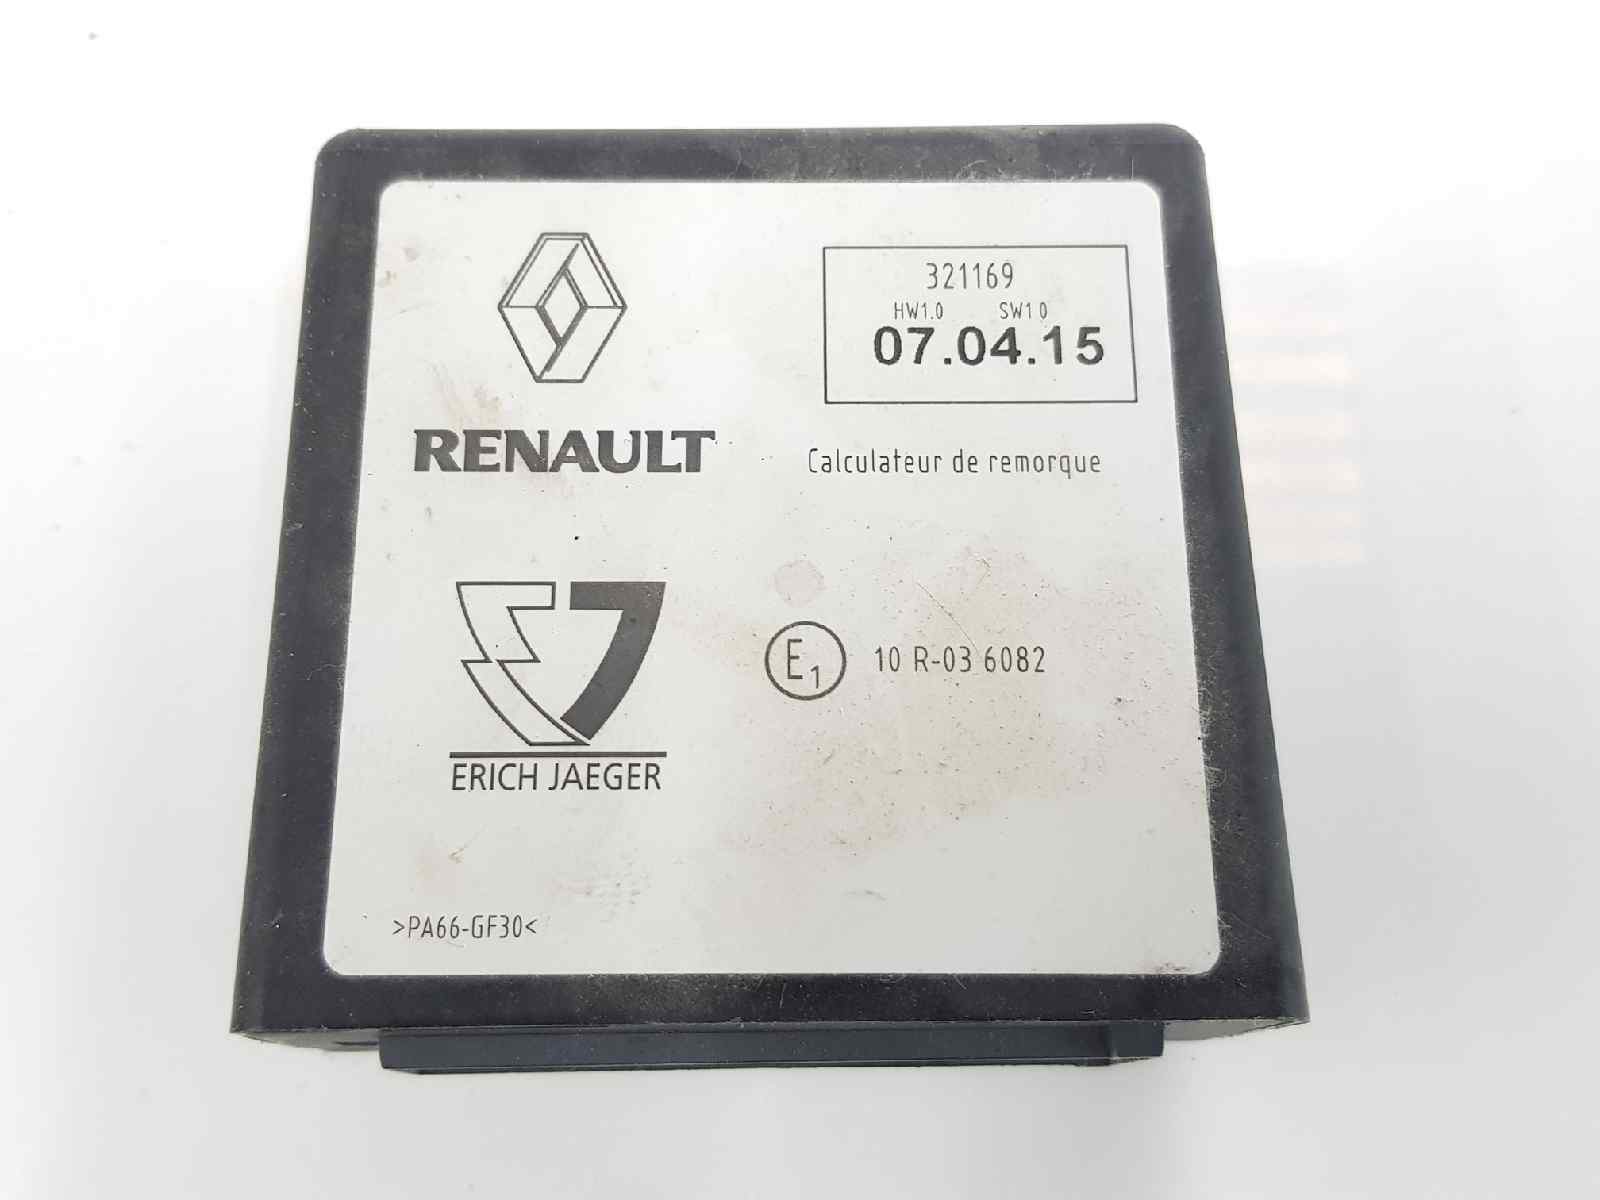 321169
HW1.0 SW1.0
07.04.15
RENAULT
Calculateur de remorque
E1 10 R-03 6082
ERICH JAEGER
>PA66-GF30<